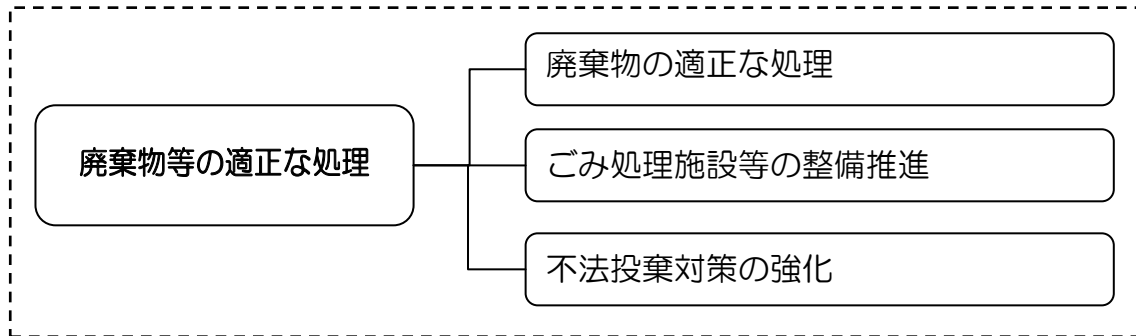 廃棄物等の適正な処理
廃棄物の適正な処理
ごみ処理施設等の整備推進
不法投棄対策の強化